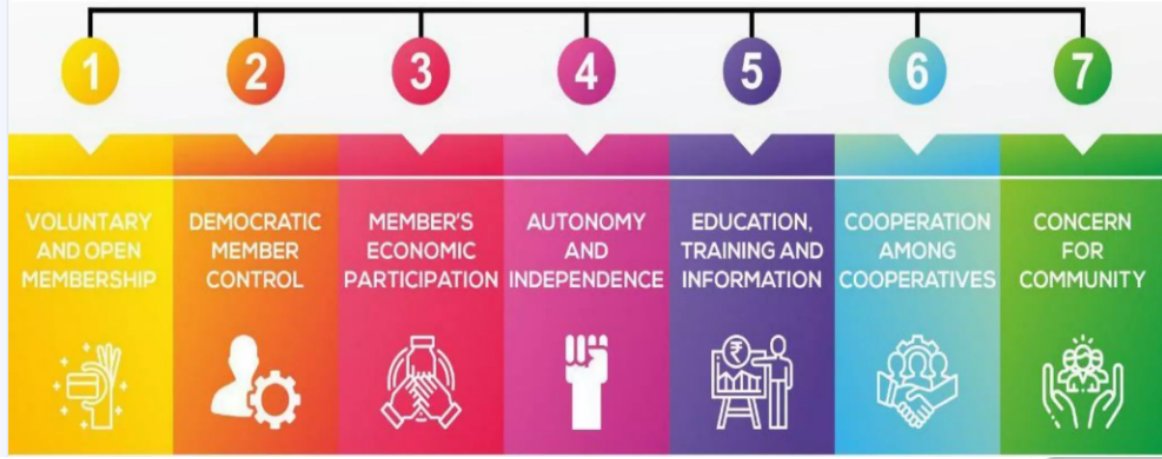 1
2
3
4
5
6
7
VOLUNTARY
AND OPEN
MEMBERSHIP
DEMOCRATIC
MEMBER
CONTROL
MEMBER'S
ECONOMIC
PARTICIPATION
AUTONOMY
AND
INDEPENDENCE
EDUCATION,
TRAINING AND
INFORMATION
COOPERATION
AMONG
COOPERATIVES
CONCERN
FOR
COMMUNITY
₹